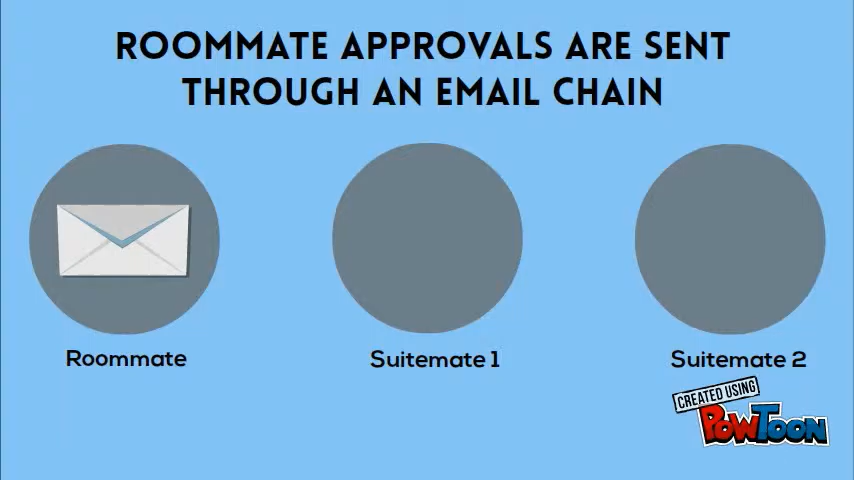 ROOMMATE APPROVALS ARE SENT
THROUGH AN EMAIL CHAIN
Roommate
Suitemate 1
Suitemate 2
CREATED USING
POWTOON